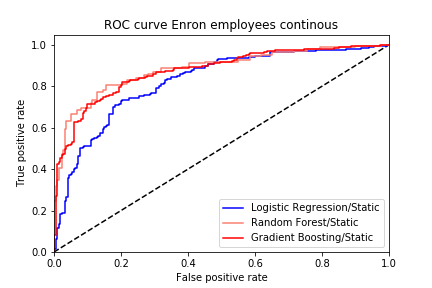 ROC curve Enron employees continous
True positive rate
1.0
0.8
0.6
0.4
0.2
0.0
Logistic Regression/Static
Random Forest/Static
Gradient Boosting/Static
0.0 0.2 0.4 0.6 0.8 1.0
False positive rate